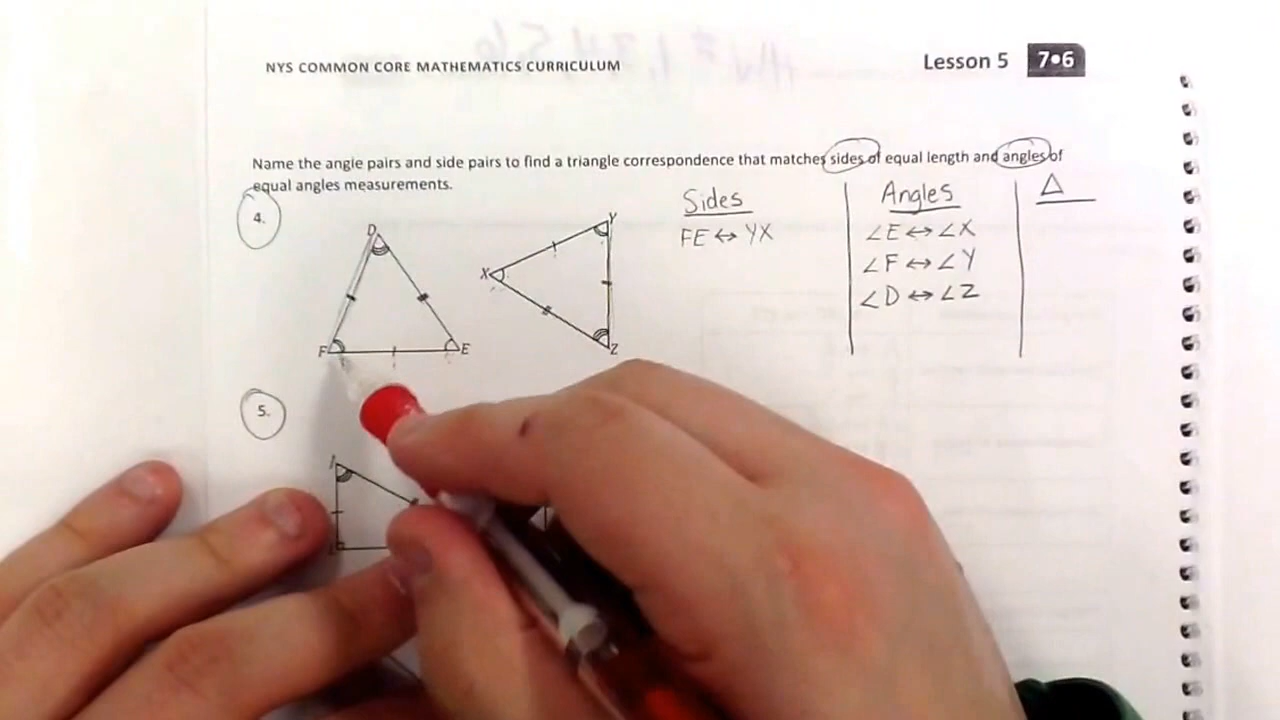 NYS COMMON CORE MATHEMATICS CURRICULUM
Lesson 5
7•6
Name the angle pairs and side pairs to find a triangle correspondence that matches sides of equal length and angles of
equal angles measurements.
Sides
Angles
△
4.
FE ↔ YX
∠E ↔ ∠X
∠F ↔ ∠Y
∠D ↔ ∠Z
D
Y
X
F
E
Z
5.